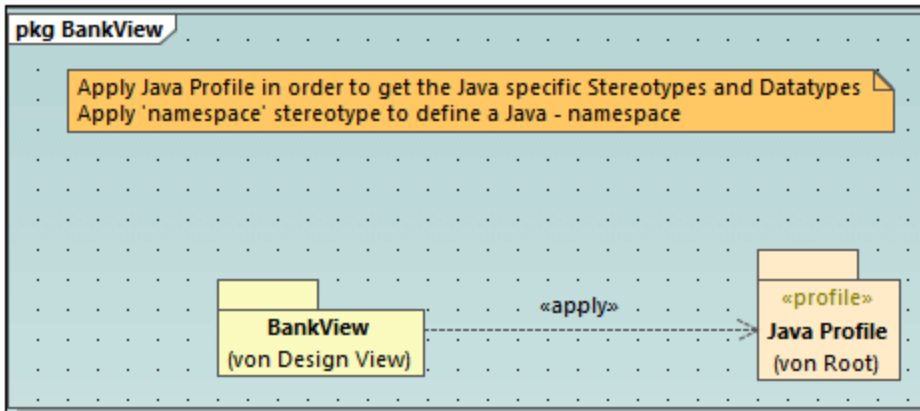 pkg BankView
Apply Java Profile in order to get the Java specific Stereotypes and Datatypes
Apply 'namespace' stereotype to define a Java - namespace
«apply»
BankView
(von Design View)
«profile»
Java Profile
(von Root)